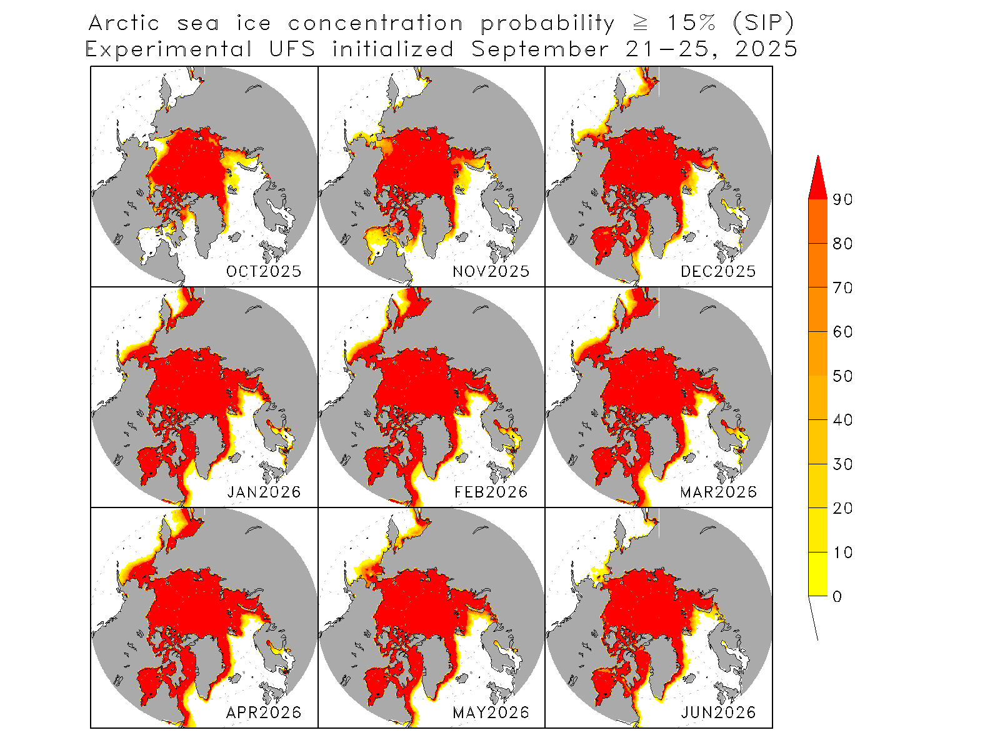 Arctic sea ice concentration probability ≧ 15% (SIP)
Experimental UFS initialized September 21-25, 2025
OCT2025
NOV2025
DEC2025
JAN2026
FEB2026
MAR2026
APR2026
MAY2026
JUN2026
90
80
70
60
50
40
30
20
10
0